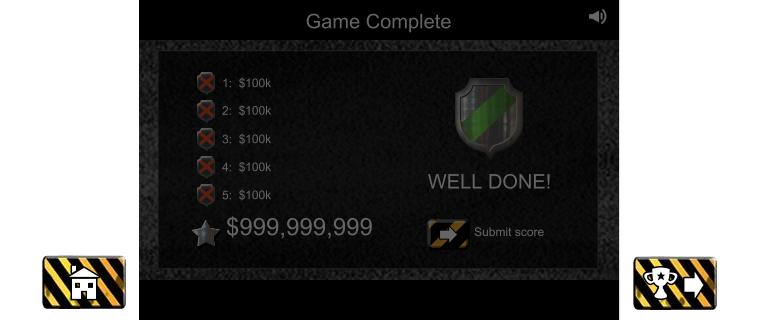 Game Complete
1: $100k
2: $100k
3: $100k
4: $100k
5: $100k
$999,999,999
WELL DONE!
Submit score